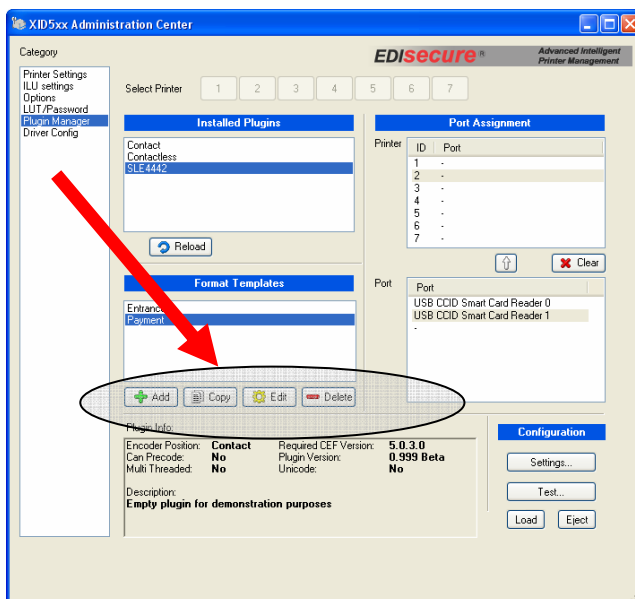 XID5xx Administration Center
Category
EDIsecure ®
Advanced Intelligent
Printer Management
Printer Settings
ILU settings
Options
LUT/Password
Plugin Manager
Driver Config
Select Printer
1 2 3 4 5 6 7
Installed Plugins
Contact
Contactless
SLE4442
Reload
Port Assignment
Printer
ID Port
1 -
2 -
3 -
4 -
5 -
6 -
7 -
Clear
Format Templates
Entrance
Payment
Port
Port
USB CCID Smart Card Reader 0
USB CCID Smart Card Reader 1
-
Add Copy Edit Delete
Plugin Info:
Encoder Position: Contact Required CEF Version: 5.0.3.0
Can Precode: No Plugin Version: 0.999 Beta
Multi Threaded: No Unicode: No
Description:
Empty plugin for demonstration purposes
Configuration
Settings...
Test...
Load Eject